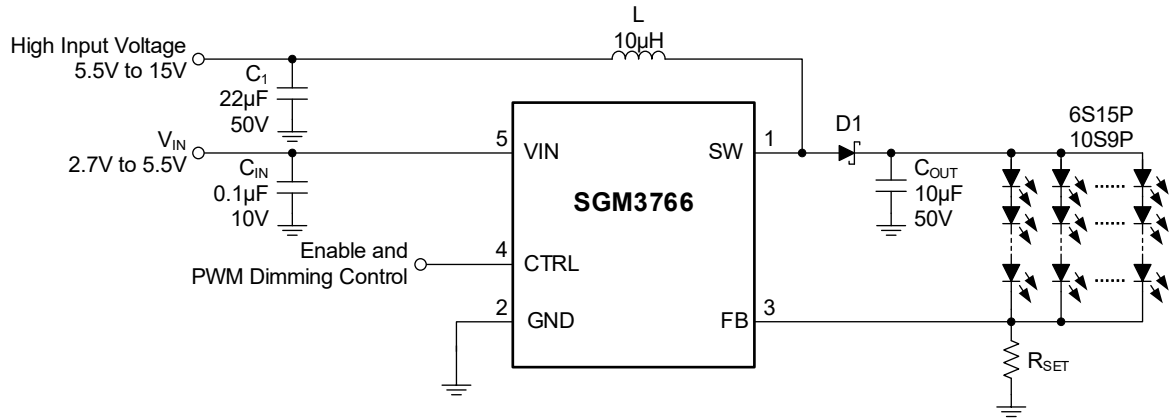 L
10µH
High Input Voltage
5.5V to 15V
C1
22µF
50V
VIN
2.7V to 5.5V
CIN
0.1µF
10V
Enable and
PWM Dimming Control
5
VIN
4
CTRL
2
GND
SGM3766
SW
1
FB
3
D1
COUT
10µF
50V
6S15P
10S9P
RSET